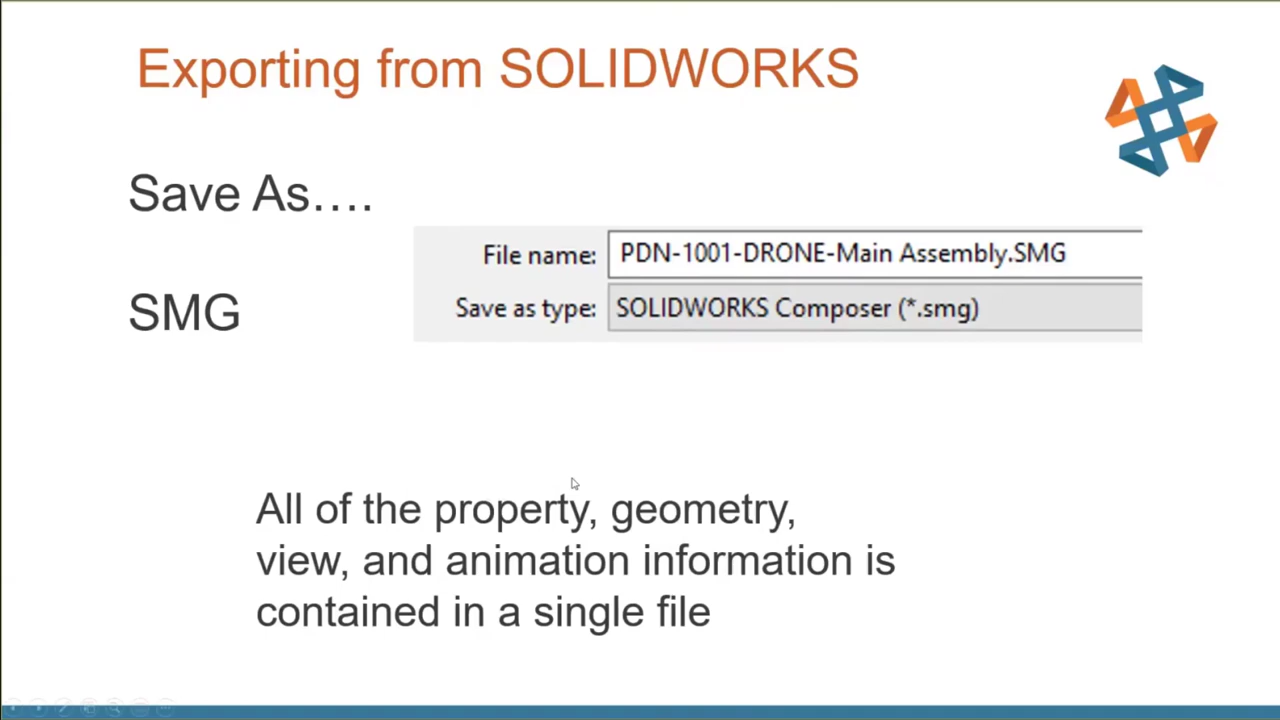 Exporting from SOLIDWORKS
Save As….
File name: PDN-1001-DRONE-Main Assembly.SMG
Save as type: SOLIDWORKS Composer (*.smg)
SMG
All of the property, geometry,
view, and animation information is
contained in a single file